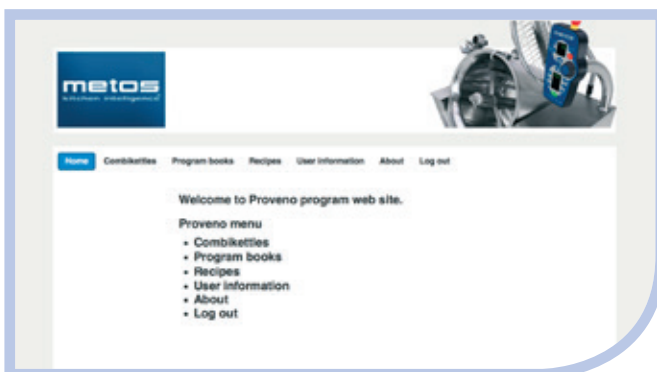 metos
kitchen intelligence
Home Combikettles Program books Recipes User information About Log out
Welcome to Proveno program web site.
Proveno menu
• Combikettles
• Program books
• Recipes
• User information
• About
• Log out